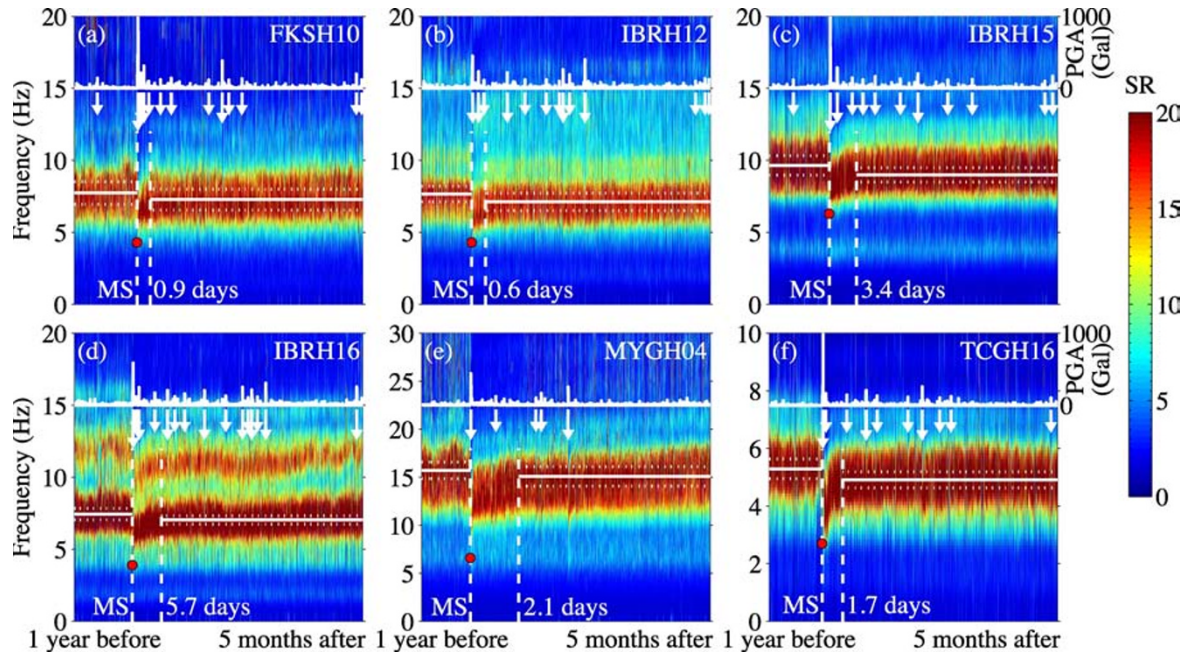 (a) FKSH10
(b) IBRH12
(c) IBRH15
20
15
10
5
0
Frequency (Hz)
MS 0.9 days
20
15
10
5
0
MS 0.6 days
20
15
10
5
0
MS 3.4 days
1000
0
PGA
(Gal)
SR
20
15
10
5
0
(d) IBRH16
(e) MYGH04
(f) TCGH16
20
15
10
5
0
Frequency (Hz)
MS 5.7 days
30
25
20
15
10
5
0
MS 2.1 days
10
8
6
4
2
0
MS 1.7 days
1000
0
PGA
(Gal)
1 year before 5 months after
1 year before 5 months after
1 year before 5 months after